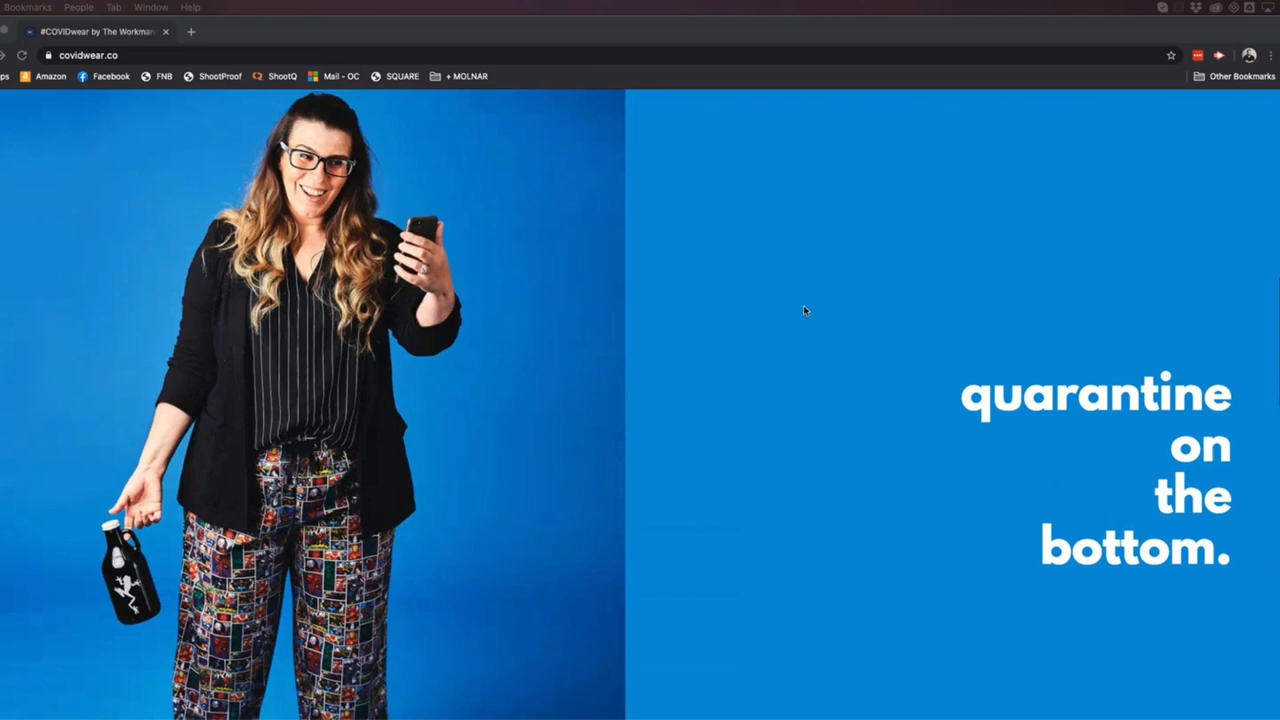 Bookmarks People Tab Window Help
#COVIDwear by The Workman
covidwear.co
ps Amazon Facebook FNB ShootProof ShootQ Mail - OC SQUARE + MOLNAR Other Bookmarks
quarantine
on
the
bottom.